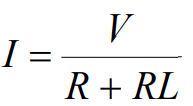 I = V / (R + RL)